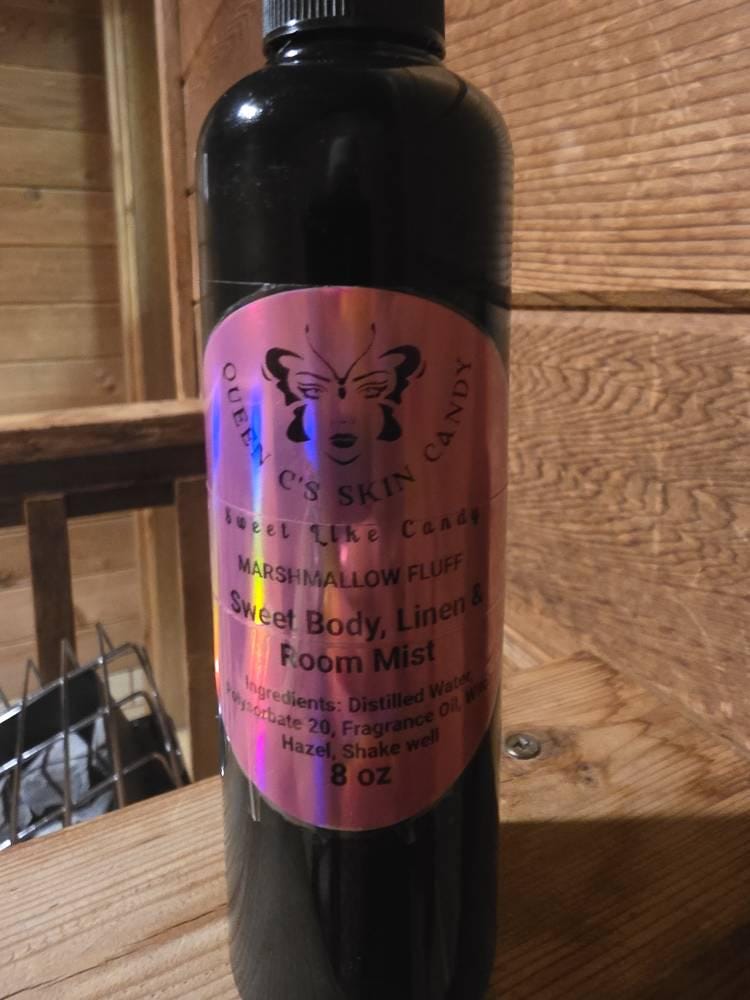 QUEEN C'S SKIN CANDY
Sweet Like Candy
MARSHMALLOW FLUFF
Sweet Body, Linen &
Room Mist
Ingredients: Distilled Water,
Polysorbate 20, Fragrance Oil, Witch
Hazel, Shake well
8 oz